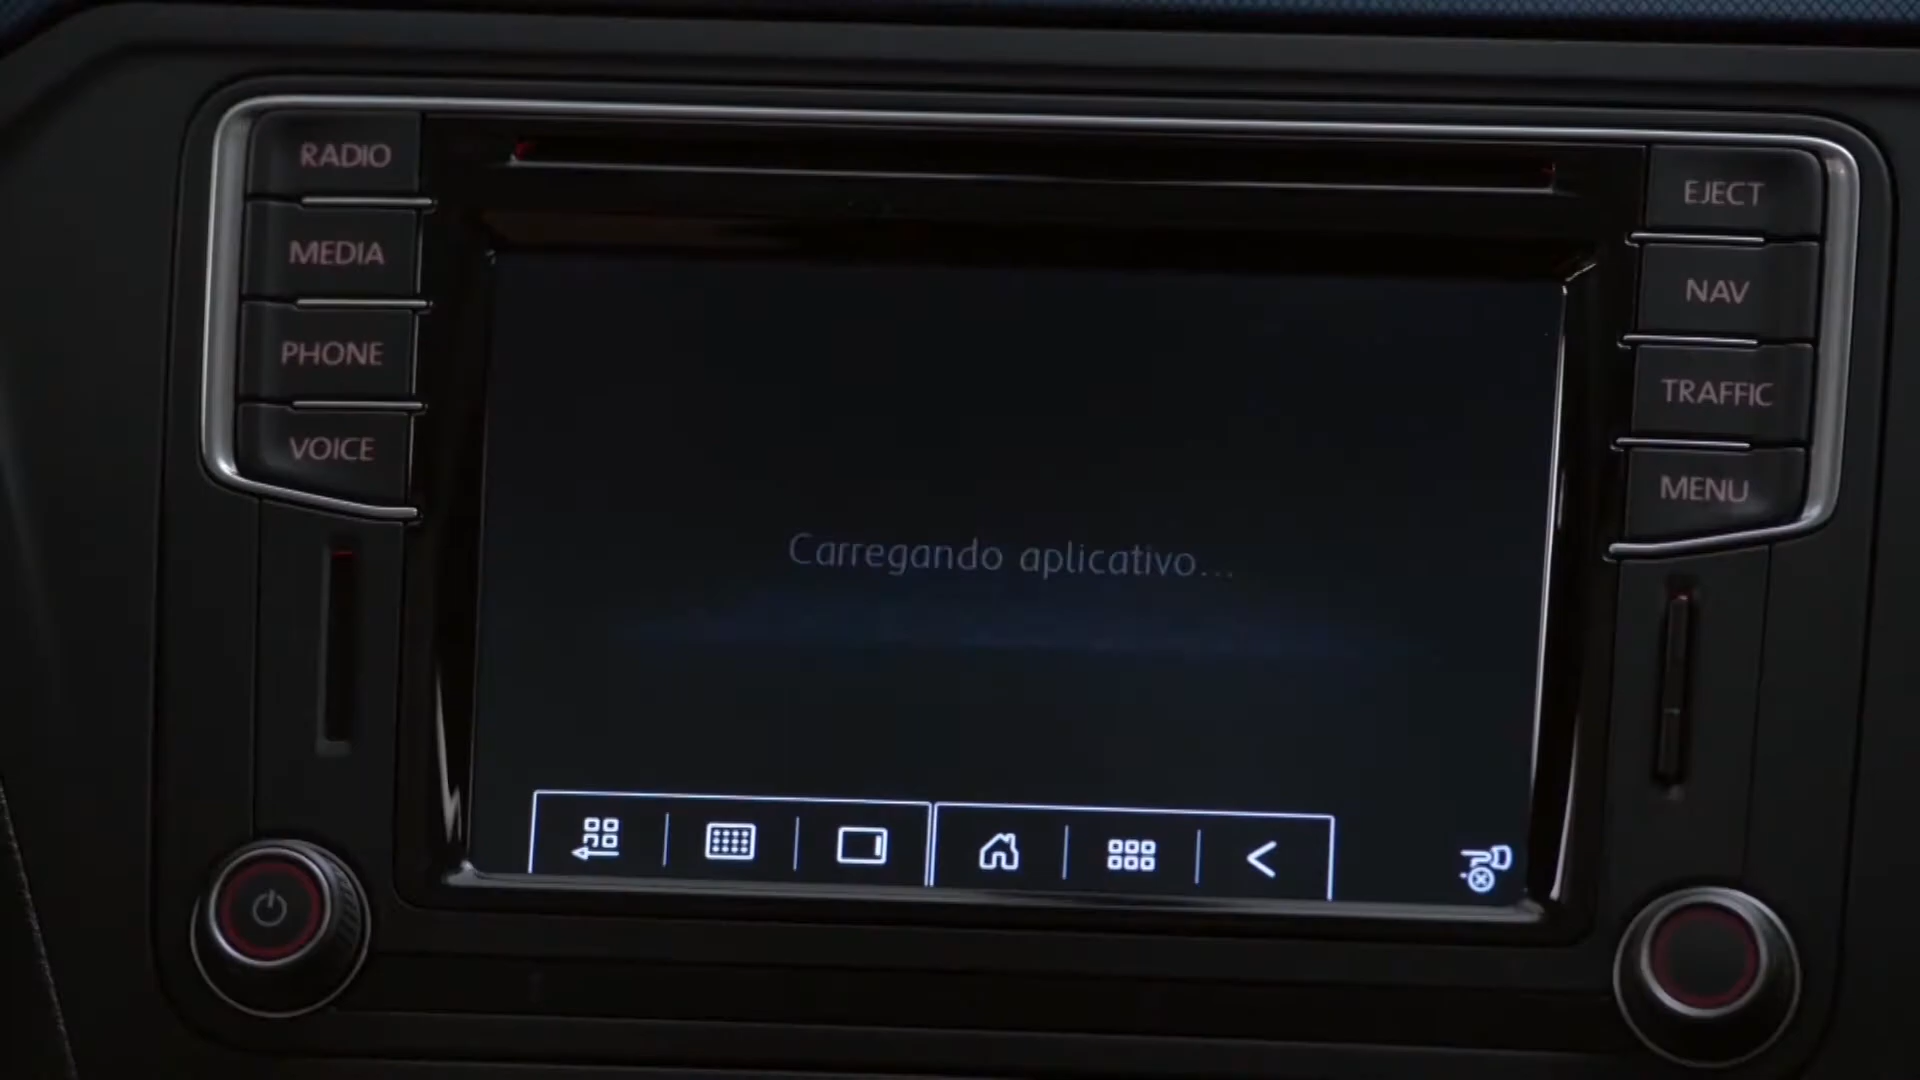 RADIO
MEDIA
PHONE
VOICE
EJECT
NAV
TRAFFIC
MENU
Carregando aplicativo...